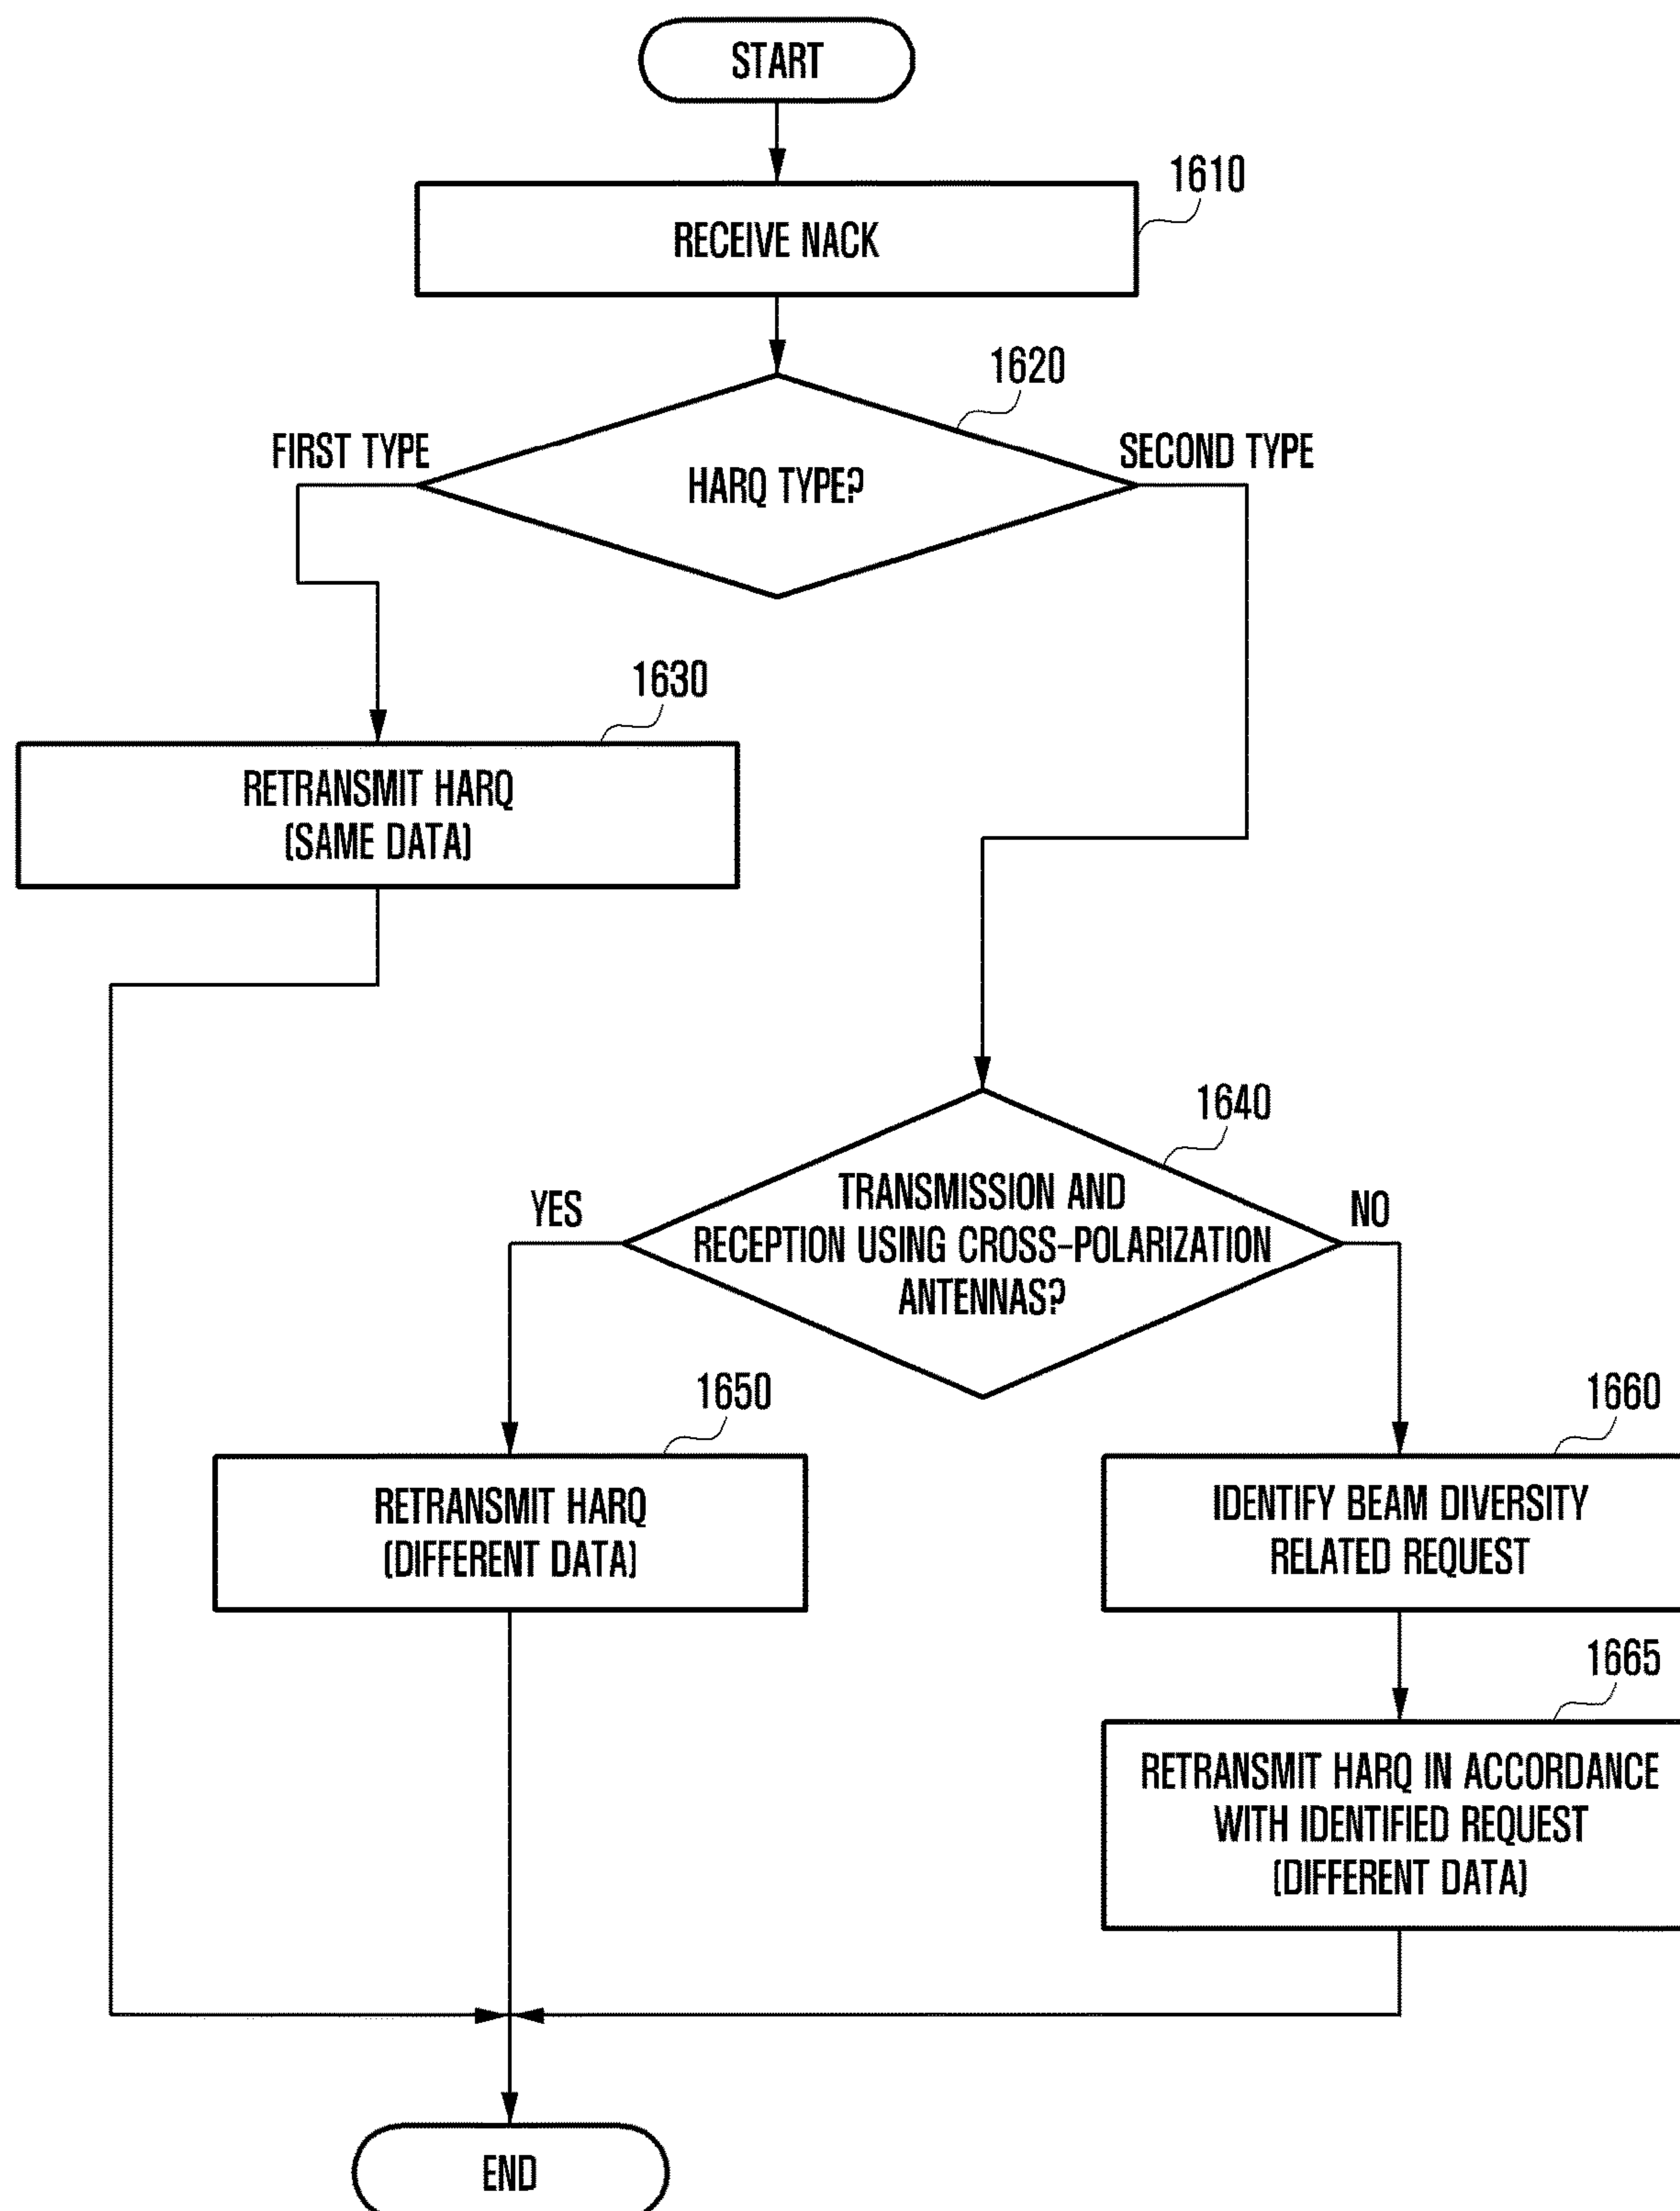 START
1610
RECEIVE NACK
1620
FIRST TYPE
SECOND TYPE
HARQ TYPE?
1630
RETRANSMIT HARQ
(SAME DATA)
1640
TRANSMISSION AND
RECEPTION USING CROSS-POLARIZATION
ANTENNAS?
YES
NO
1650
RETRANSMIT HARQ
(DIFFERENT DATA)
1660
IDENTIFY BEAM DIVERSITY
RELATED REQUEST
1665
RETRANSMIT HARQ IN ACCORDANCE
WITH IDENTIFIED REQUEST
(DIFFERENT DATA)
END